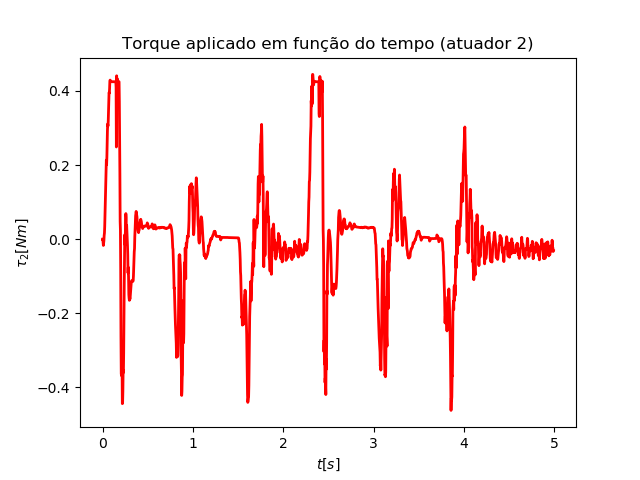 Torque aplicado em função do tempo (atuador 2)
0.4
0.2
0.0
−0.2
−0.4
τ₂[Nm]
0 1 2 3 4 5
t[s]